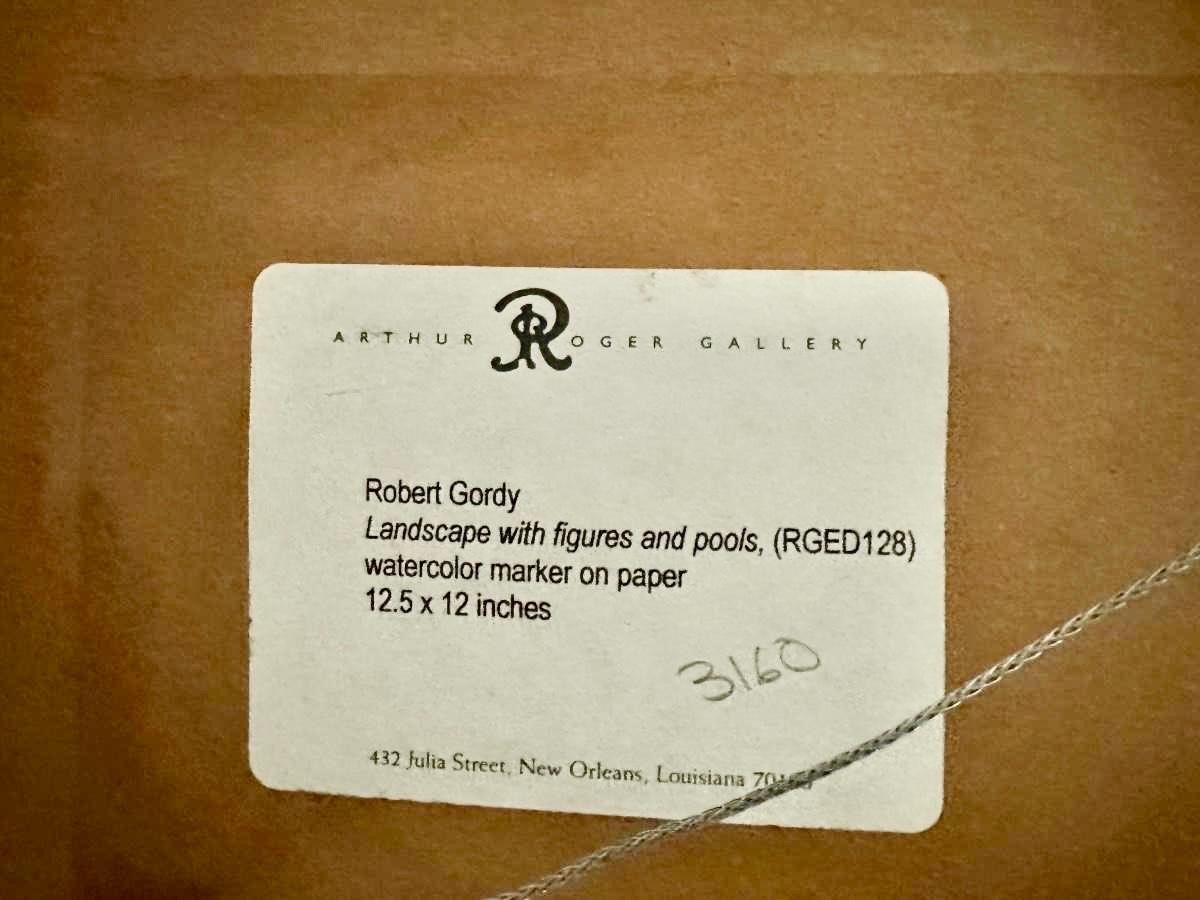 ARTHUR ROGER GALLERY
Robert Gordy
Landscape with figures and pools, (RGED128)
watercolor marker on paper
12.5 x 12 inches
3160
432 Julia Street, New Orleans, Louisiana